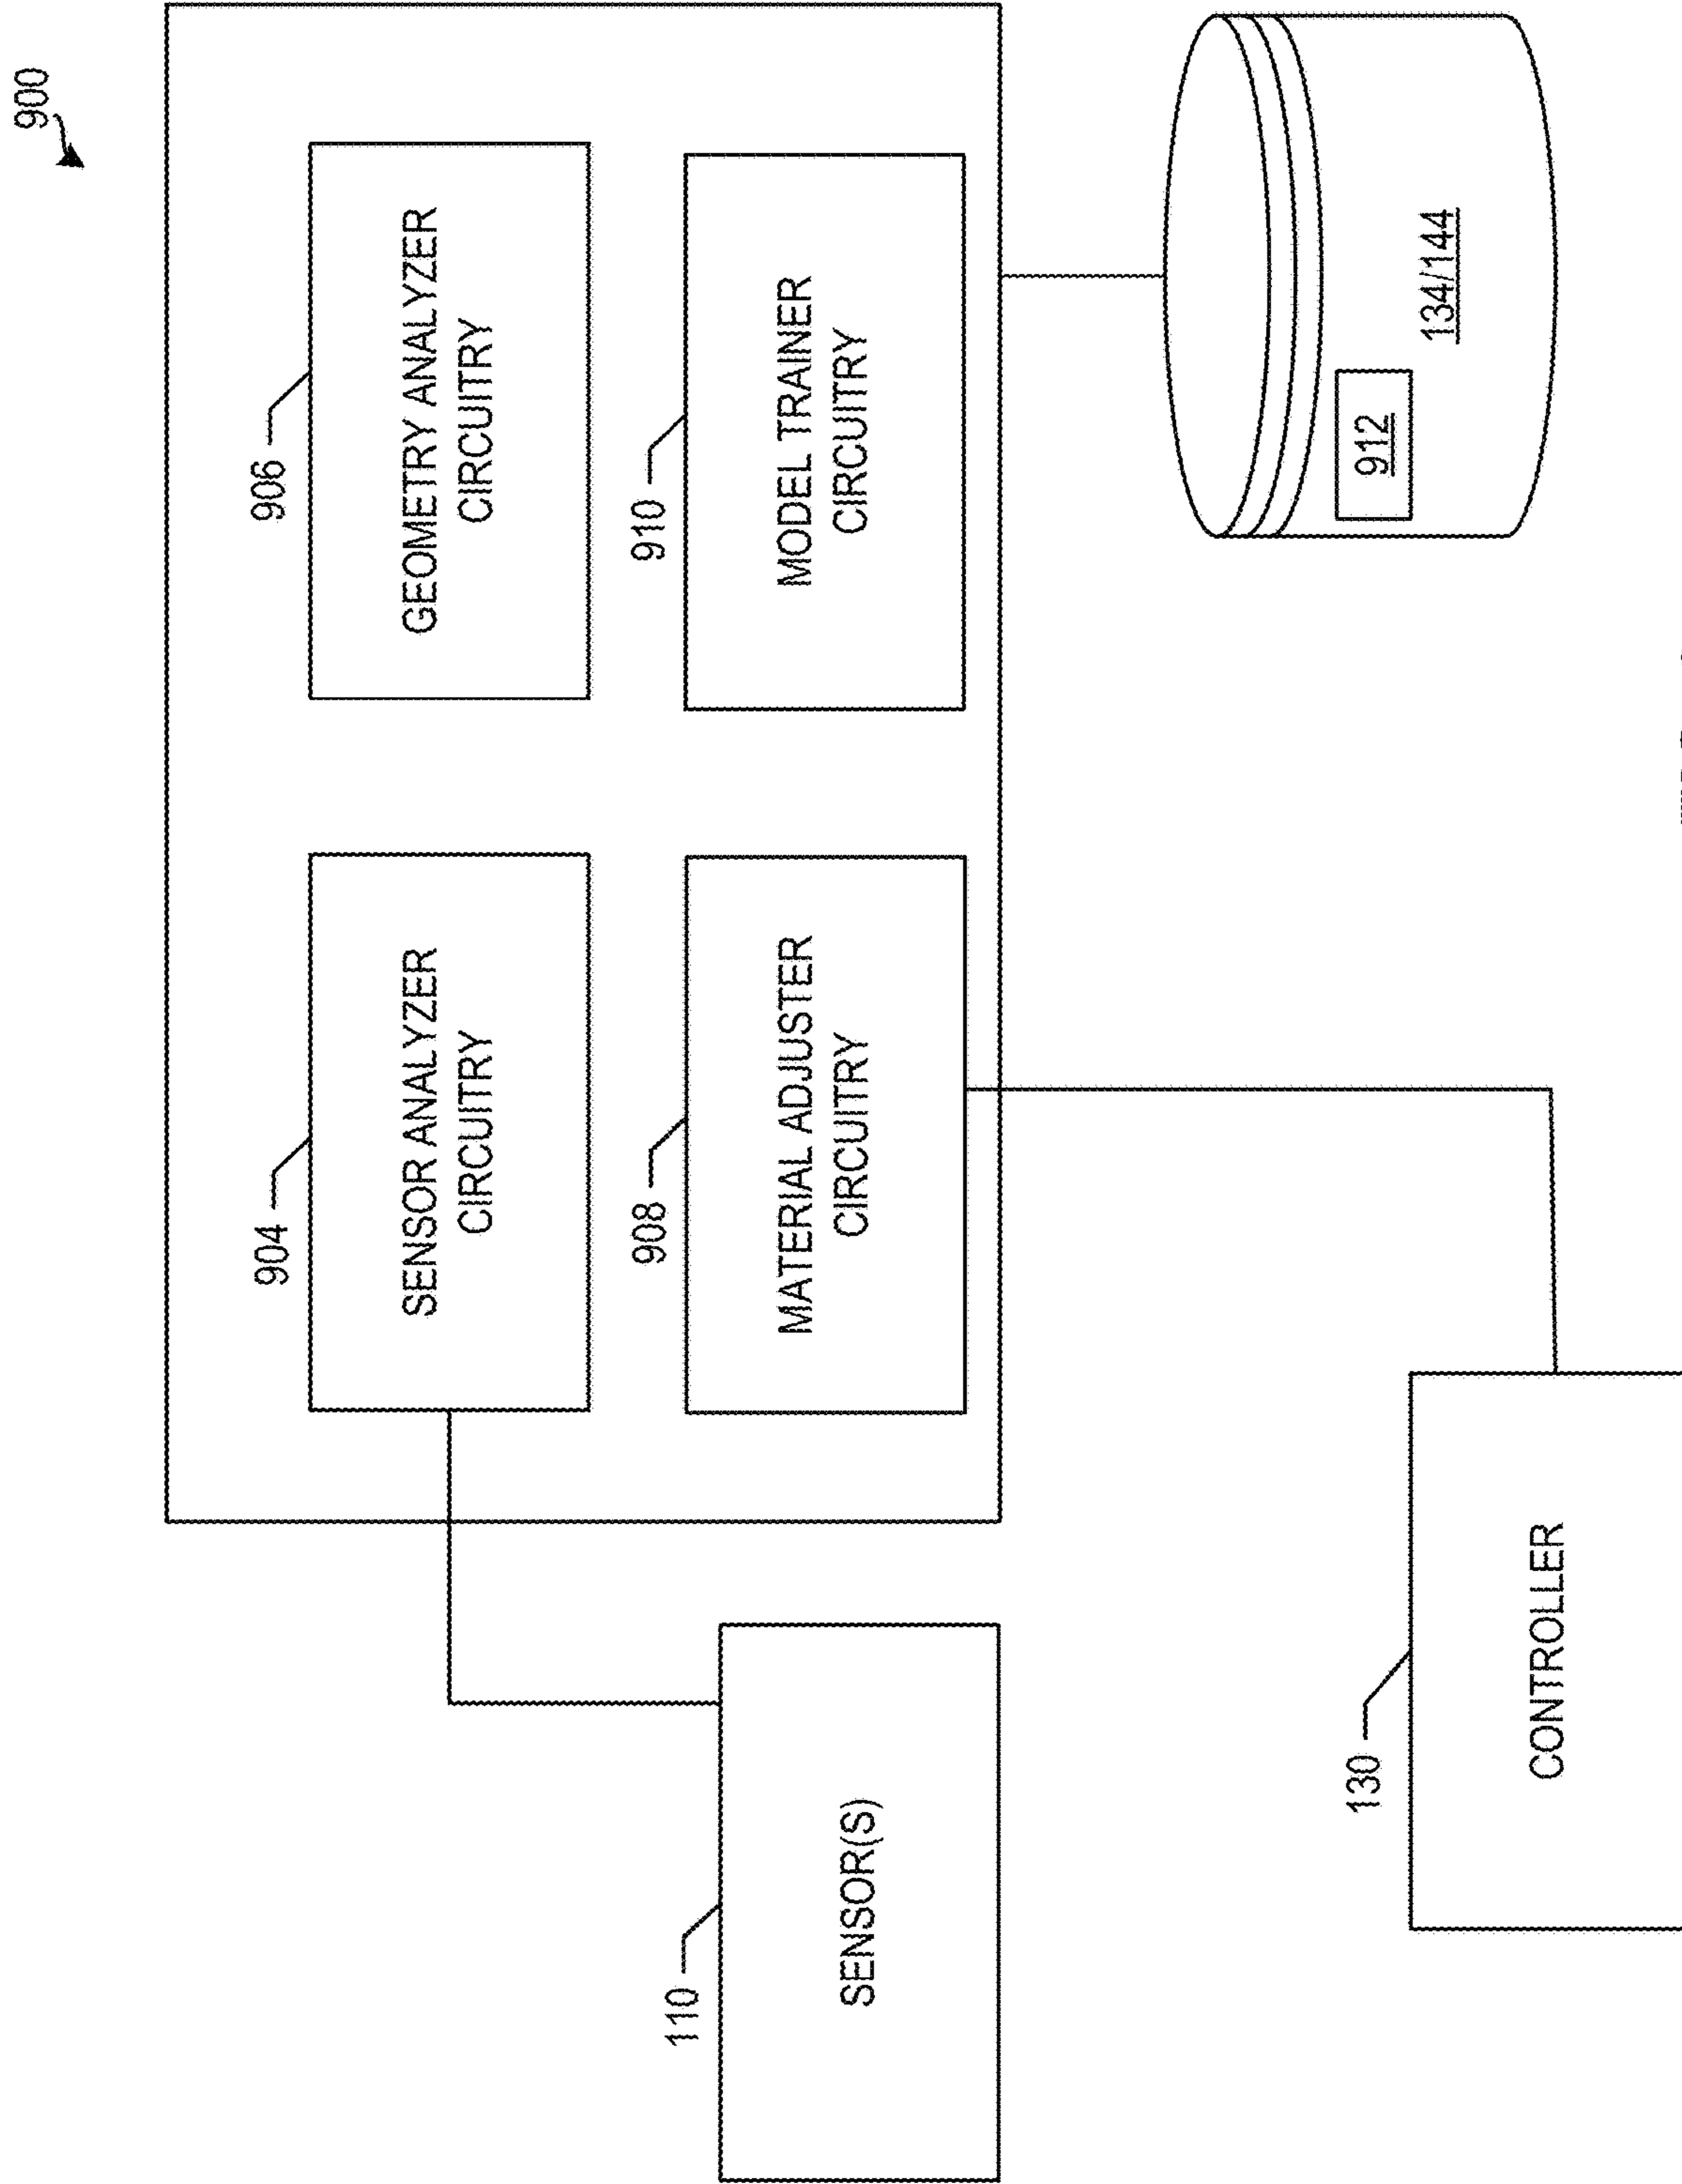 900
904
SENSOR ANALYZER
CIRCUITRY
906
GEOMETRY ANALYZER
CIRCUITRY
908
MATERIAL ADJUSTER
CIRCUITRY
910
MODEL TRAINER
CIRCUITRY
110
SENSOR(S)
912
134/144
130
CONTROLLER